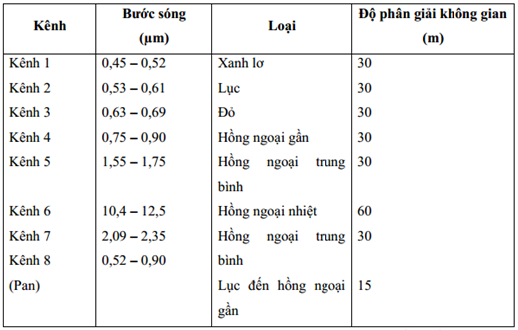 Kênh Bước sóng (µm) Loại Độ phân giải không gian (m)
Kênh 1 0,45 – 0,52 Xanh lơ 30
Kênh 2 0,53 – 0,61 Lục 30
Kênh 3 0,63 – 0,69 Đỏ 30
Kênh 4 0,75 – 0,90 Hồng ngoại gần 30
Kênh 5 1,55 – 1,75 Hồng ngoại trung 30
bình
Kênh 6 10,4 – 12,5 Hồng ngoại nhiệt 60
Kênh 7 2,09 – 2,35 Hồng ngoại trung 30
Kênh 8 0,52 – 0,90 bình
(Pan) Lục đến hồng ngoại 15
gần